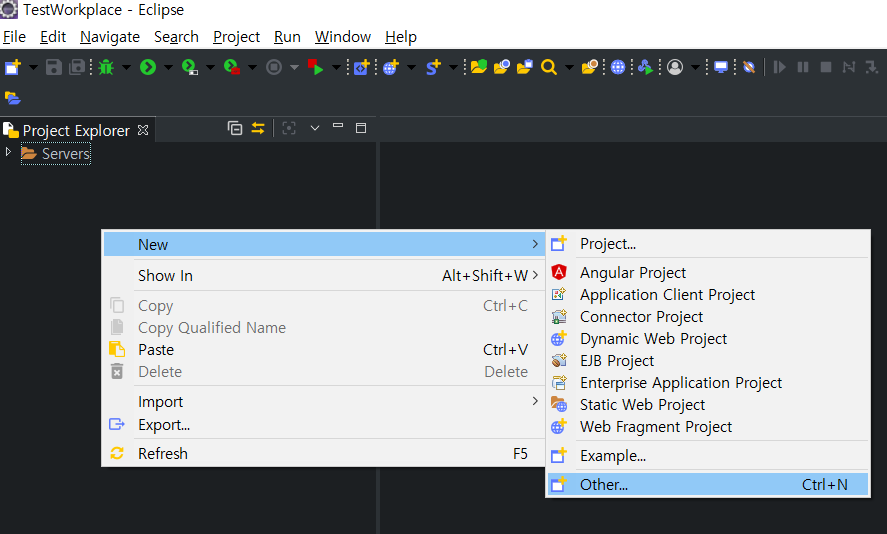 TestWorkplace - Eclipse
File Edit Navigate Search Project Run Window Help
Project Explorer
Servers
New
Show In Alt+Shift+W
Copy Ctrl+C
Copy Qualified Name
Paste Ctrl+V
Delete Delete
Import
Export...
Refresh F5
Project...
Angular Project
Application Client Project
Connector Project
Dynamic Web Project
EJB Project
Enterprise Application Project
Static Web Project
Web Fragment Project
Example...
Other... Ctrl+N